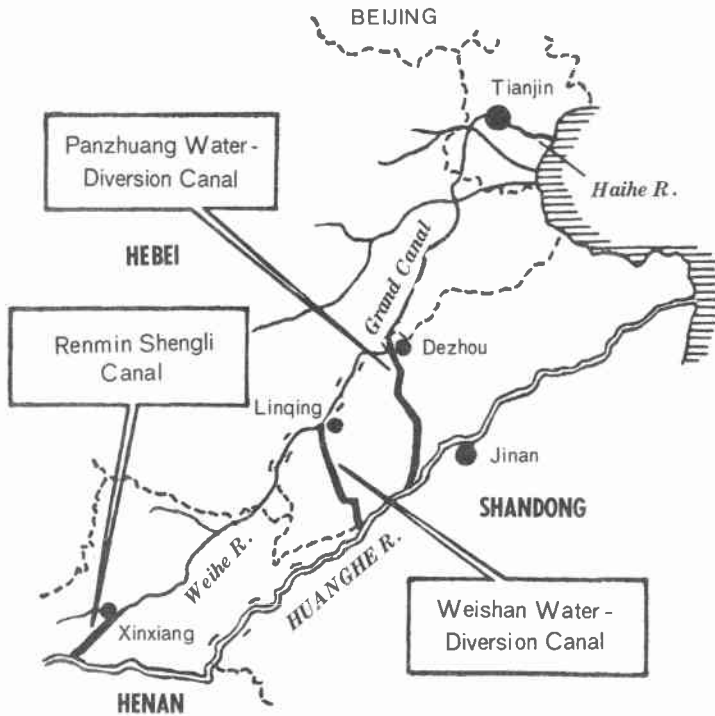 BEIJING
Tianjin
Panzhuang Water-
Diversion Canal
Haihe R.
HEBEI
Grand Canal
Renmin Shengli
Canal
Dezhou
Linqing
Jinan
SHANDONG
Weihe R.
HUANGHE R.
Weishan Water-
Diversion Canal
Xinxiang
HENAN